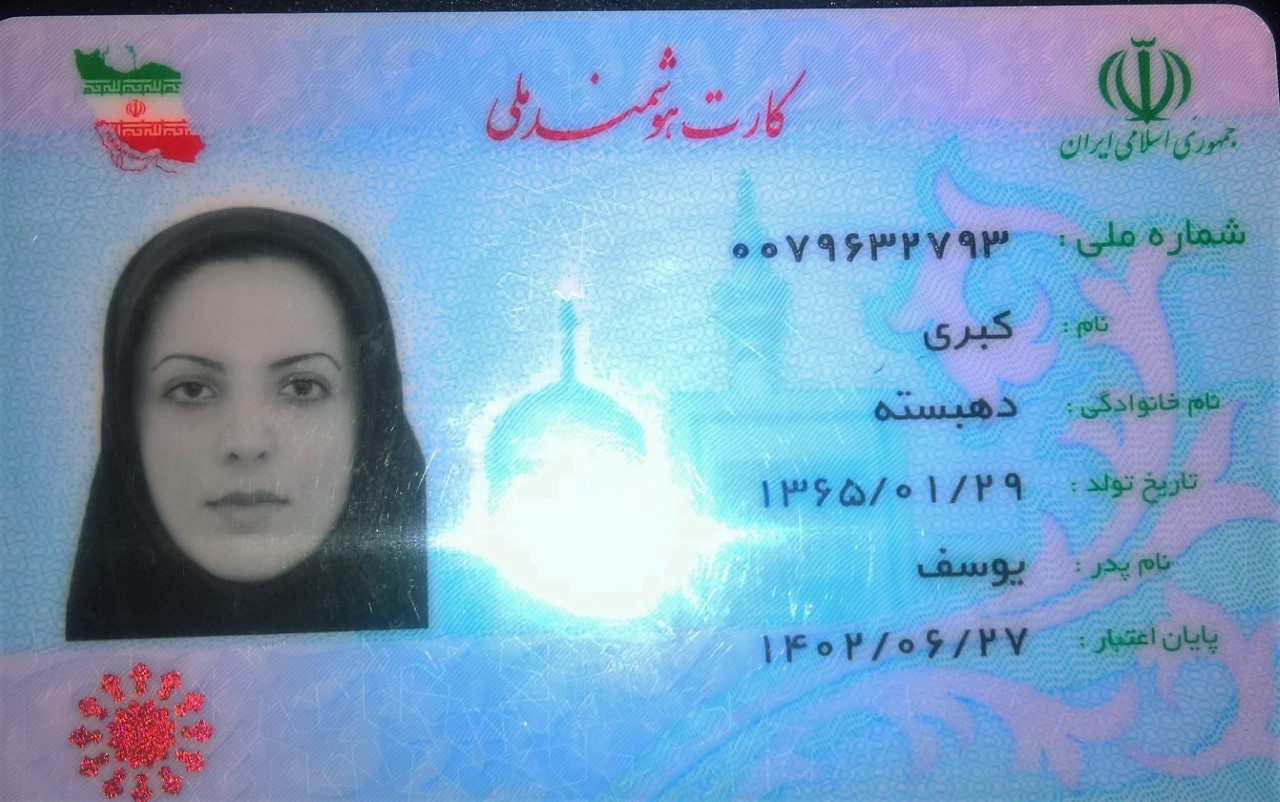 کارت هوشمند ملی
جمهوری اسلامی ایران
شماره ملی : ۰۰۷۹۶۳۲۷۹۳
نام : کبری
نام خانوادگی : دهبسته
تاریخ تولد : ۱۳۶۵/۰۱/۲۹
نام پدر : یوسف
پایان اعتبار : ۱۴۰۲/۰۶/۲۷